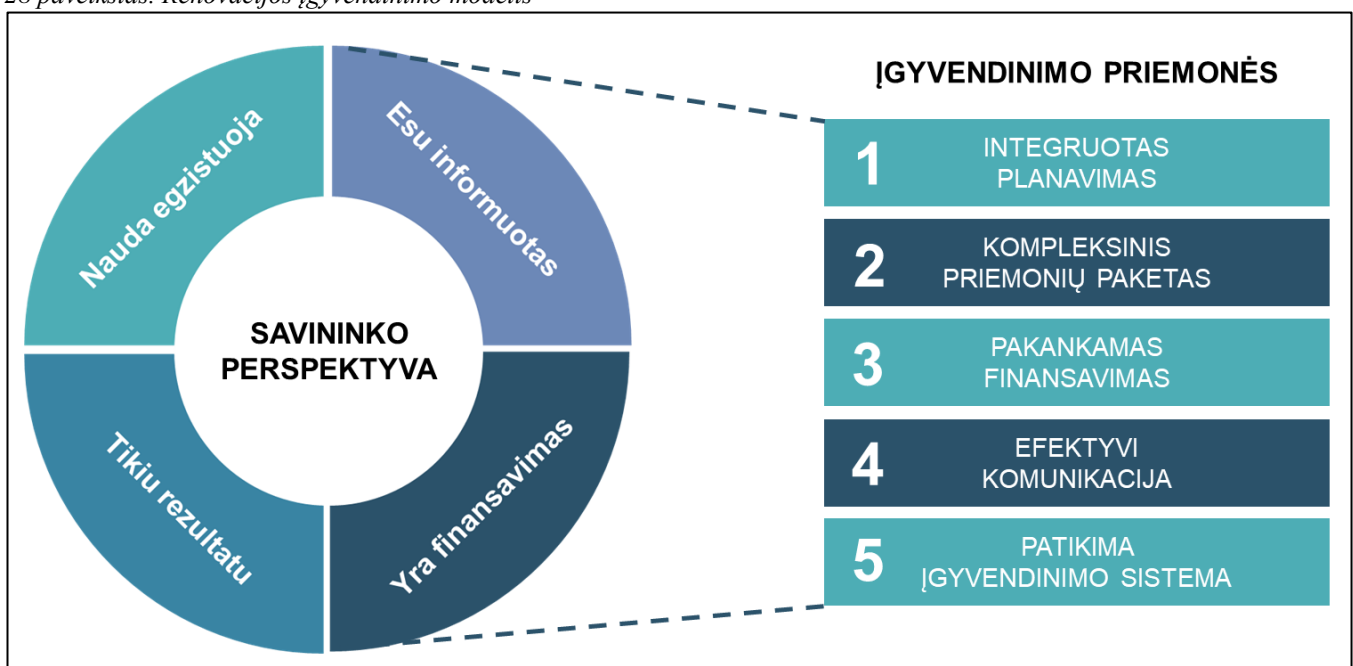 28 paveikslas. Renovacijos įgyvendinimo modelis
Nauda egzistuoja
Esu informuotas
SAVININKO
PERSPEKTYVA
Tikiu rezultatu
Yra finansavimas
ĮGYVENDINIMO PRIEMONĖS
1
INTEGRUOTAS
PLANAVIMAS
2
KOMPLEKSINIS
PRIEMONIŲ PAKETAS
3
PAKANKAMAS
FINANSAVIMAS
4
EFEKTYVI
KOMUNIKACIJA
5
PATIKIMA
ĮGYVENDINIMO SISTEMA